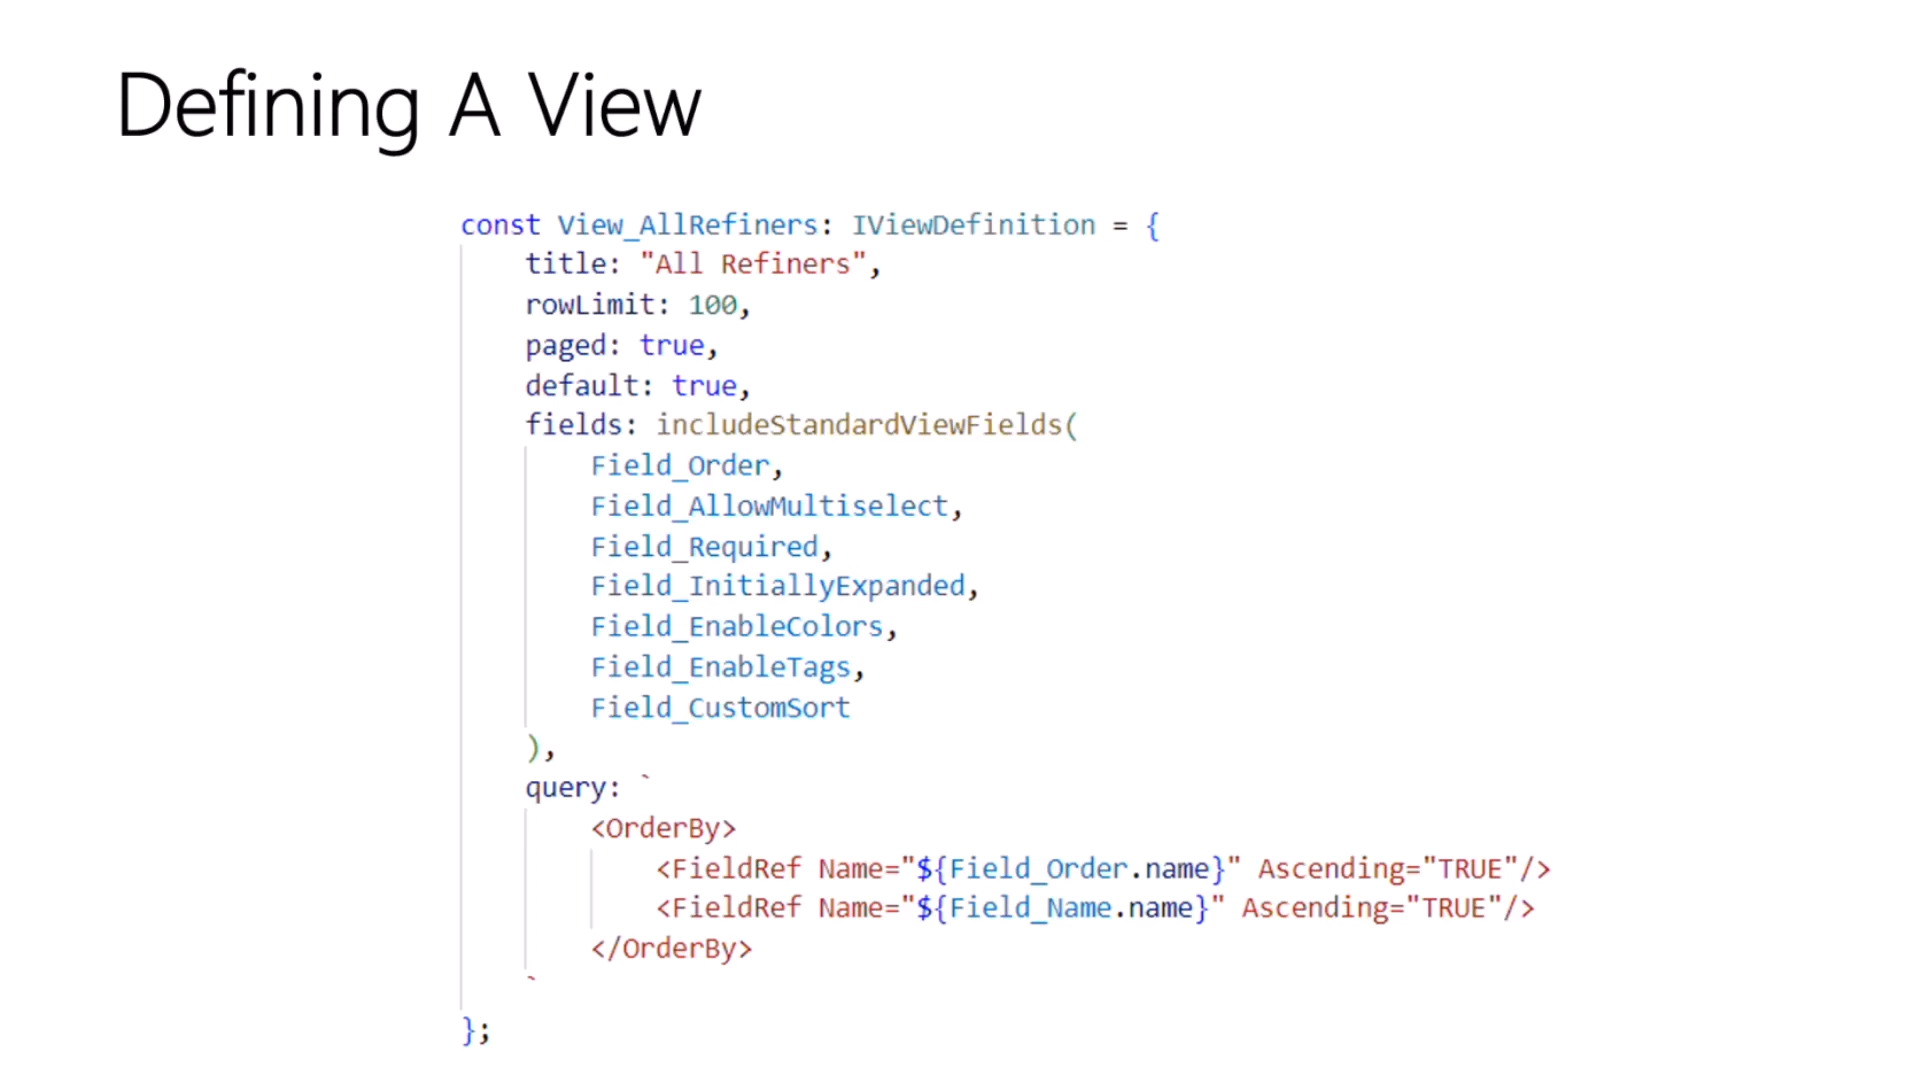 Defining A View
const View_AllRefiners: IViewDefinition = {
    title: "All Refiners",
    rowLimit: 100,
    paged: true,
    default: true,
    fields: includeStandardViewFields(
        Field_Order,
        Field_AllowMultiselect,
        Field_Required,
        Field_InitiallyExpanded,
        Field_EnableColors,
        Field_EnableTags,
        Field_CustomSort
    ),
    query: `
        <OrderBy>
            <FieldRef Name="${Field_Order.name}" Ascending="TRUE"/>
            <FieldRef Name="${Field_Name.name}" Ascending="TRUE"/>
        </OrderBy>
    `
};